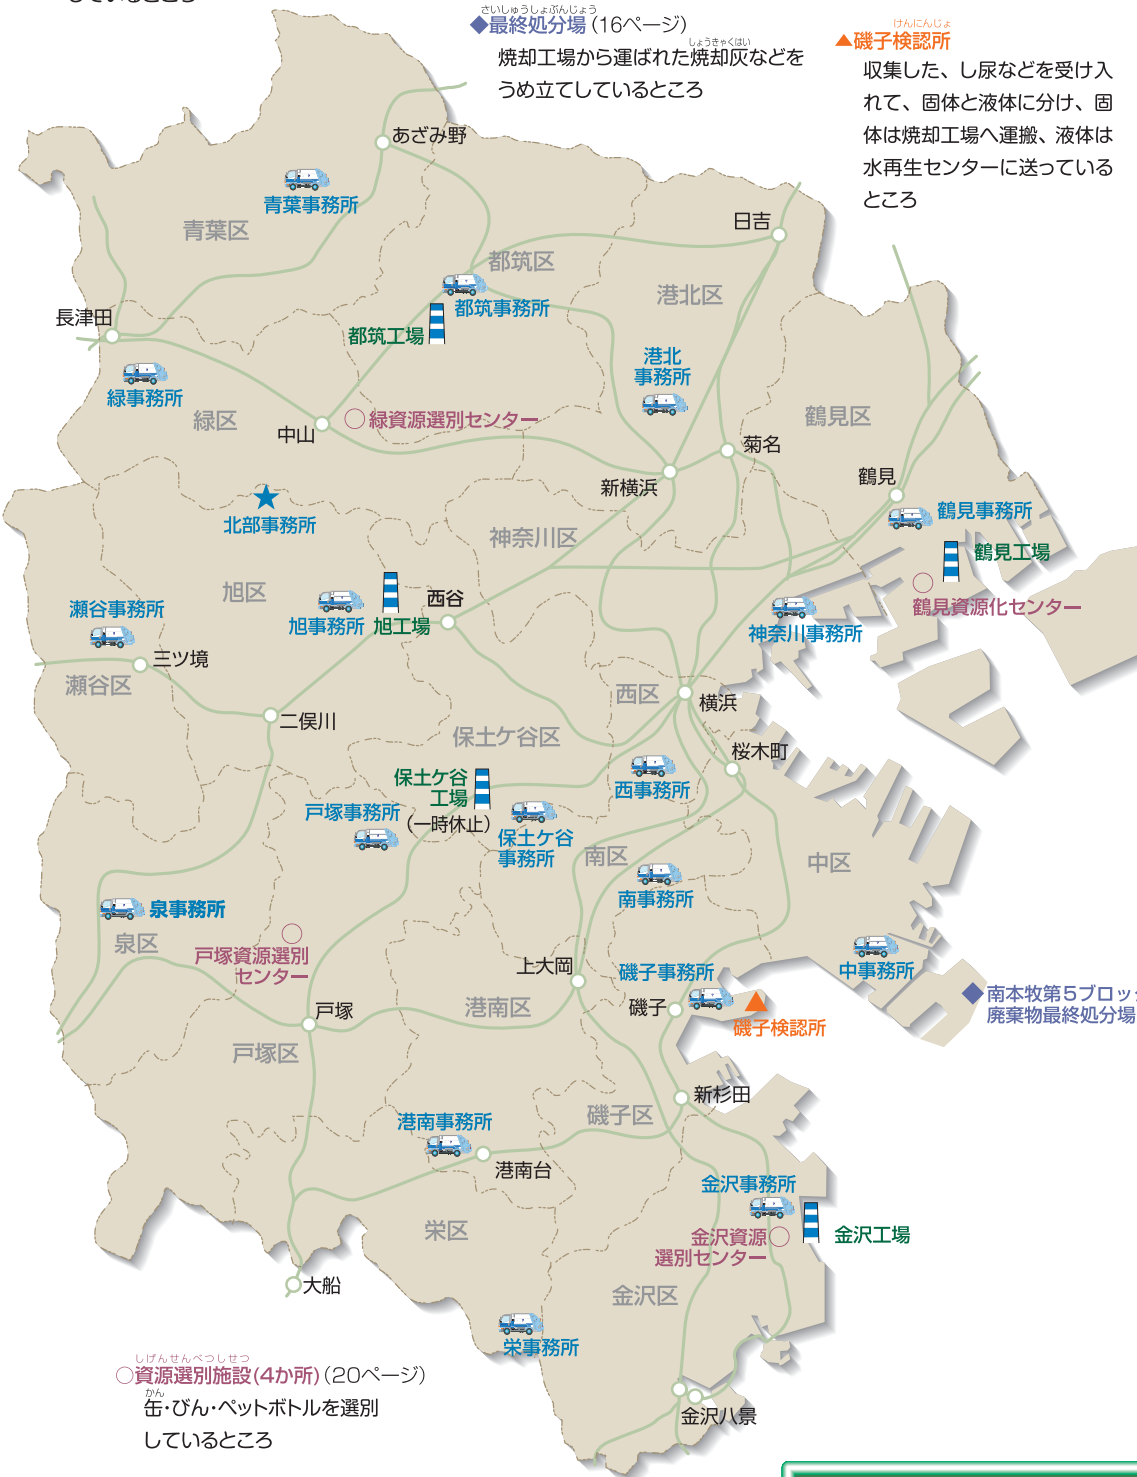 しているところ
さいしゅうしょぶんじょう
◆最終処分場(16ページ)
しょうきゃくはい
焼却工場から運ばれた焼却灰などを
うめ立てしているところ
けんにんじょ
▲磯子検認所
収集した、し尿などを受け入
れて、固体と液体に分け、固
体は焼却工場へ運搬、液体は
水再生センターに送っている
ところ
あざみ野
青葉事務所
青葉区
日吉
都筑区
都筑事務所
港北区
長津田
都筑工場
港北
事務所
緑事務所
緑区
中山
○緑資源選別センター
鶴見区
菊名
新横浜
鶴見
北部事務所
神奈川区
鶴見事務所
鶴見工場
旭区
瀬谷事務所
旭事務所
旭工場
西谷
鶴見資源化センター
神奈川事務所
三ツ境
瀬谷区
西区
横浜
二俣川
保土ケ谷区
桜木町
保土ケ谷
工場
(一時休止)
西事務所
戸塚事務所
保土ケ谷
事務所
南区
中区
南事務所
泉事務所
泉区
戸塚資源選別
センター
上大岡
磯子事務所
中事務所
◆南本牧第5ブロック
廃棄物最終処分場
戸塚
港南区
磯子
磯子検認所
戸塚区
新杉田
港南事務所
磯子区
港南台
金沢事務所
栄区
金沢資源
選別センター
金沢工場
大船
金沢区
栄事務所
しげんせんべつしせつ
○資源選別施設(4か所)(20ページ)
かん
缶・びん・ペットボトルを選別
しているところ
金沢八景